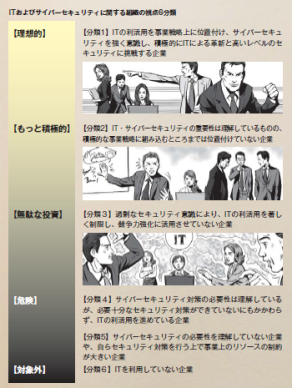 ITおよびサイバーセキュリティに関する組織の視点6分類
【理想的】
【分類1】ITの利活用を事業戦略上に位置付け、サイバーセキュ
リティを強く意識し、積極的にITによる革新と高いレベルのセ
キュリティに挑戦する企業
【もっと積極的】
【分類2】IT・サイバーセキュリティの重要性は理解しているものの、
積極的な事業戦略に組み込むところまでは位置付けていない企業
【無駄な投資】
【分類3】過剰なセキュリティ意識により、ITの利活用を著し
く制限し、競争力強化に活用させていない企業
IT
【危険】
【分類4】サイバーセキュリティ対策の必要性は理解している
が、必要十分なセキュリティ対策ができていないにもかかわら
ず、ITの利活用を進めている企業
【分類5】サイバーセキュリティの必要性を理解していない企業
や、自らセキュリティ対策を行う上で事業上のリソースの制約
が大きい企業
【対象外】
【分類6】ITを利用していない企業